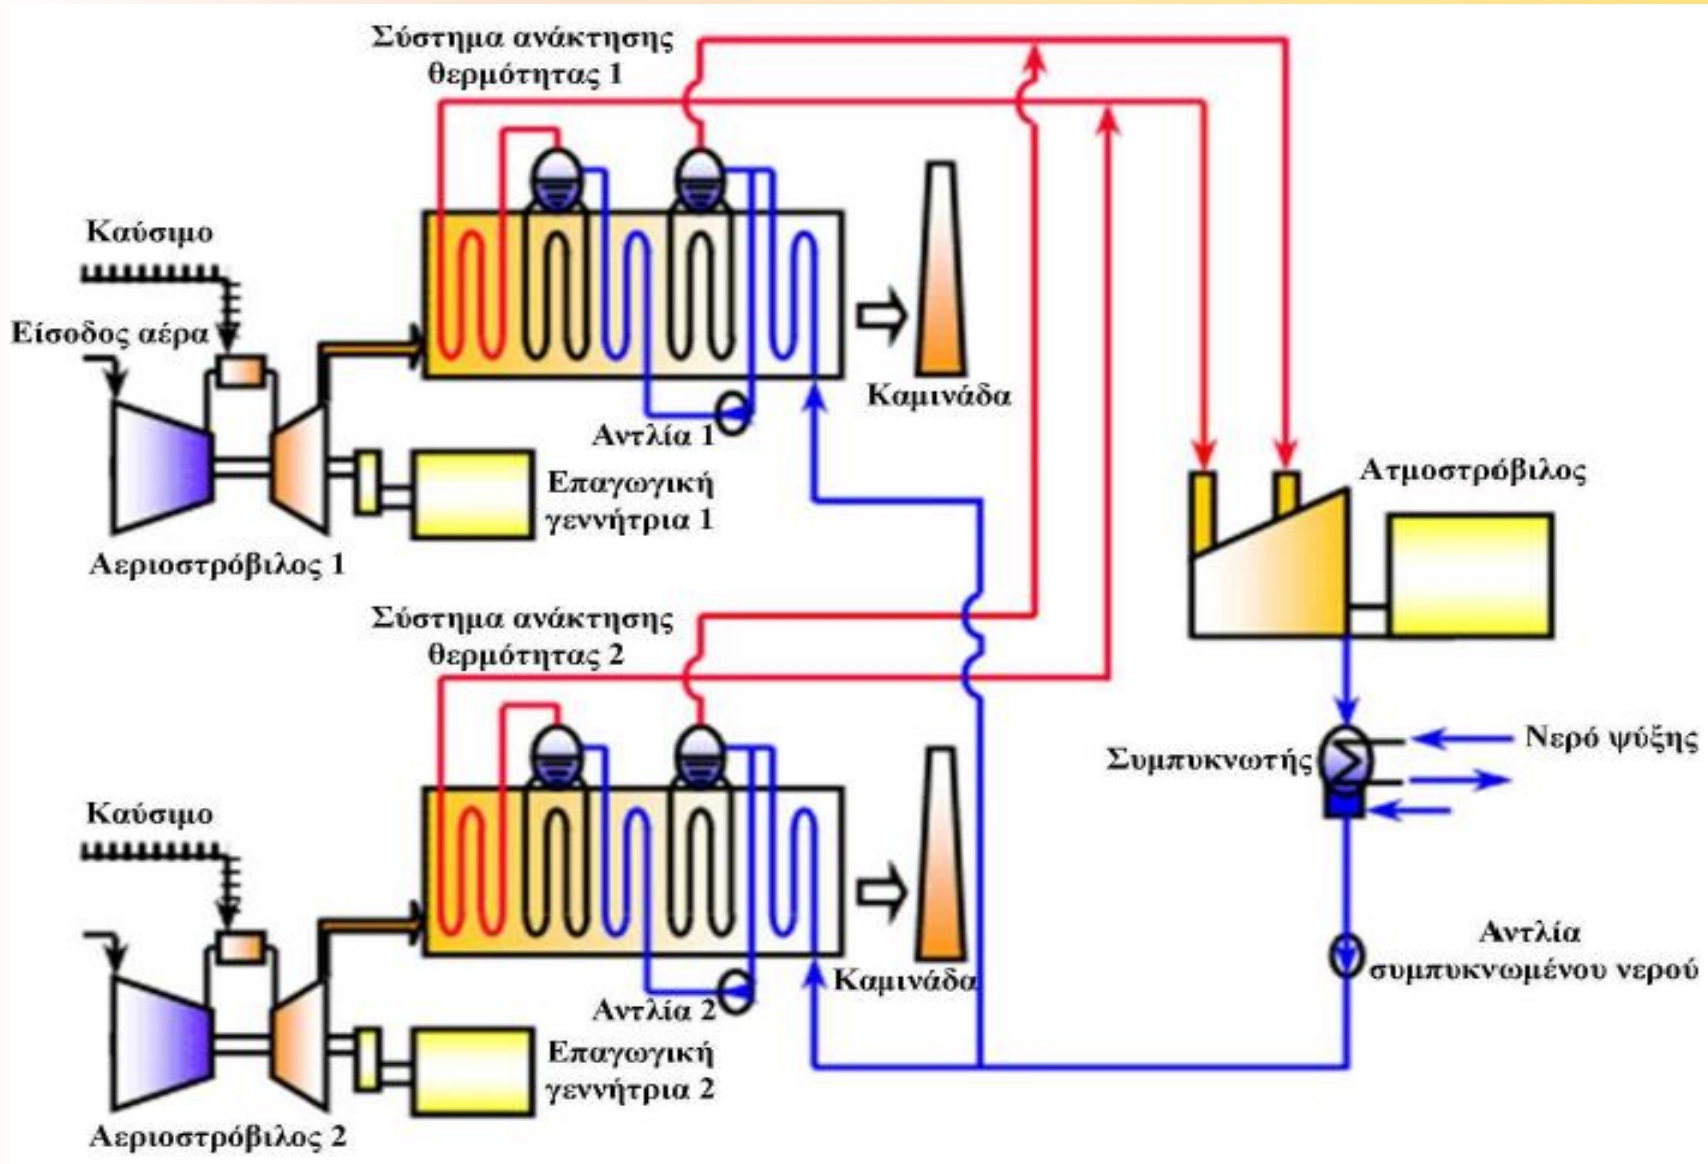 Σύστημα ανάκτησης
θερμότητας 1
Καύσιμο
Είσοδος αέρα
Καμινάδα
Αντλία 1
Επαγωγική
γεννήτρια 1
Αεριοστρόβιλος 1
Ατμοστρόβιλος
Σύστημα ανάκτησης
θερμότητας 2
Συμπυκνωτής
Νερό ψύξης
Καύσιμο
Αντλία
συμπυκνωμένου νερού
Καμινάδα
Αντλία 2
Επαγωγική
γεννήτρια 2
Αεριοστρόβιλος 2